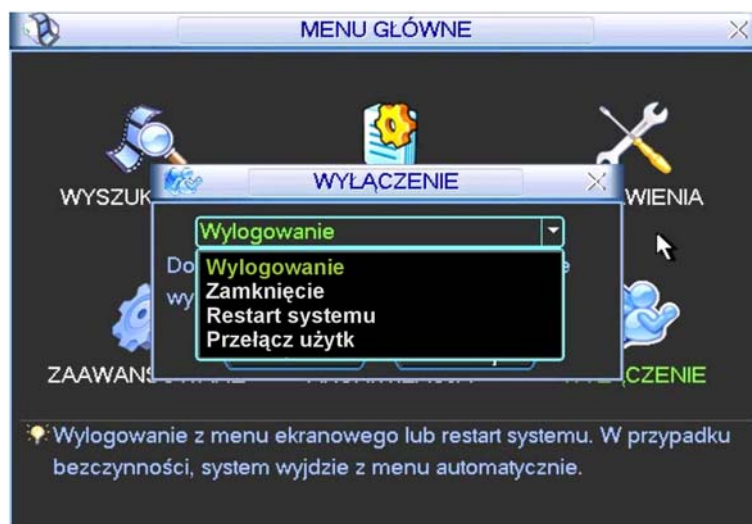 MENU GŁÓWNE
WYŁĄCZENIE
WYSZUK
WIENIA
Wylogowanie
Do
Wylogowanie
wy
Zamknięcie
Restart systemu
Przełącz użytk
CZENIE
Wylogowanie z menu ekranowego lub restart systemu. W przypadku
bezczynności, system wyjdzie z menu automatycznie.